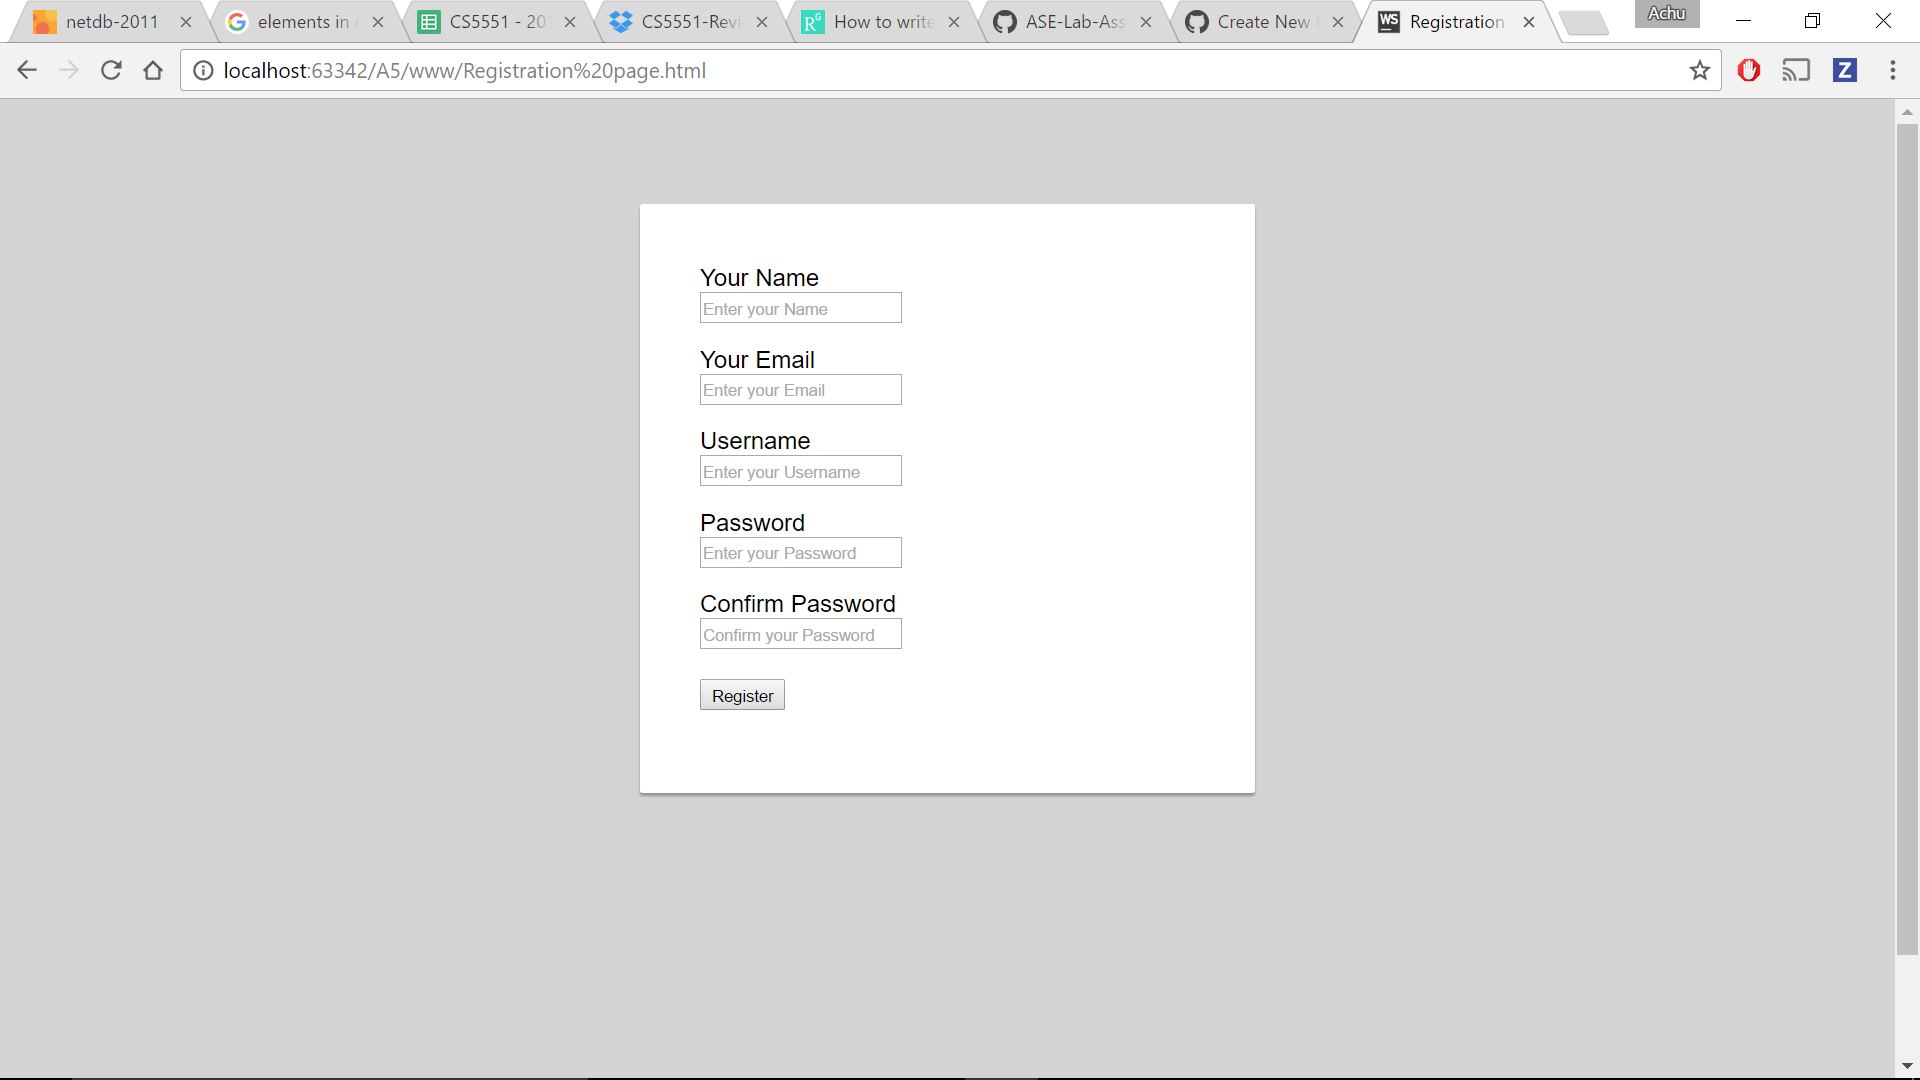 netdb-2011
elements in
CS5551 - 20
CS5551-Revi
How to write
ASE-Lab-Ass
Create New
Registration
Achu
localhost:63342/A5/www/Registration%20page.html
Your Name
Enter your Name
Your Email
Enter your Email
Username
Enter your Username
Password
Enter your Password
Confirm Password
Confirm your Password
Register